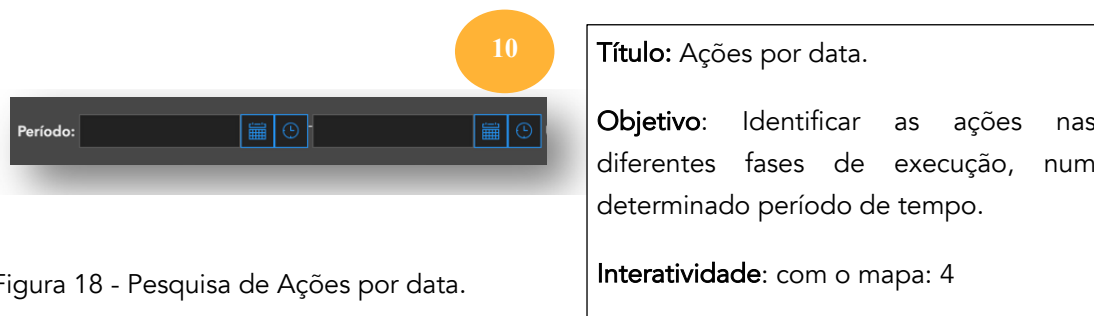 10
Período:
-
Figura 18 - Pesquisa de Ações por data.
Título: Ações por data.
Objetivo: Identificar as ações nas
diferentes fases de execução, num
determinado período de tempo.
Interatividade: com o mapa: 4